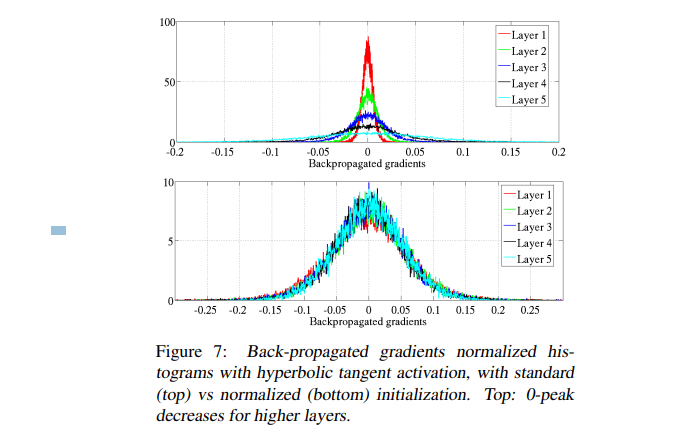 100
50
0
-0.2 -0.15 -0.1 -0.05 0 0.05 0.1 0.15 0.2
Backpropagated gradients
Layer 1
Layer 2
Layer 3
Layer 4
Layer 5
10
5
0
-0.25 -0.2 -0.15 -0.1 -0.05 0 0.05 0.1 0.15 0.2 0.25
Backpropagated gradients
Layer 1
Layer 2
Layer 3
Layer 4
Layer 5
Figure 7: Back-propagated gradients normalized his-
tograms with hyperbolic tangent activation, with standard
(top) vs normalized (bottom) initialization. Top: 0-peak
decreases for higher layers.